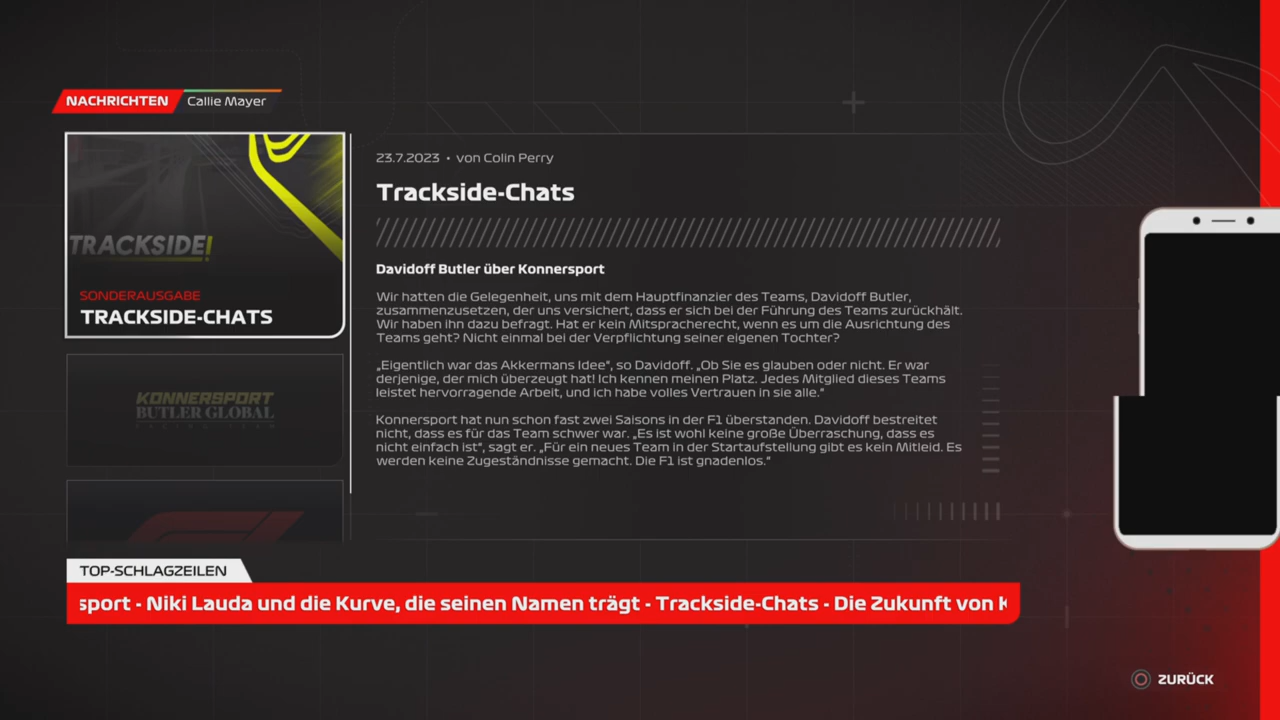 NACHRICHTEN Callie Mayer
TRACKSIDE!
SONDERAUSGABE
TRACKSIDE-CHATS
KONNERSPORT
BUTLER GLOBAL
RACING TEAM
23.7.2023 • von Colin Perry
Trackside-Chats
Davidoff Butler über Konnersport
Wir hatten die Gelegenheit, uns mit dem Hauptfinanzier des Teams, Davidoff Butler,
zusammenzusetzen, der uns versichert, dass er sich bei der Führung des Teams zurückhält.
Wir haben ihn dazu befragt. Hat er kein Mitspracherecht, wenn es um die Ausrichtung des
Teams geht? Nicht einmal bei der Verpflichtung seiner eigenen Tochter?
„Eigentlich war das Akkermans Idee“, so Davidoff. „Ob Sie es glauben oder nicht. Er war
derjenige, der mich überzeugt hat! Ich kennen meinen Platz. Jedes Mitglied dieses Teams
leistet hervorragende Arbeit, und ich habe volles Vertrauen in sie alle.“
Konnersport hat nun schon fast zwei Saisons in der F1 überstanden. Davidoff bestreitet
nicht, dass es für das Team schwer war. „Es ist wohl keine große Überraschung, dass es
nicht einfach ist“, sagt er. „Für ein neues Team in der Startaufstellung gibt es kein Mitleid. Es
werden keine Zugeständnisse gemacht. Die F1 ist gnadenlos.“
TOP-SCHLAGZEILEN
sport - Niki Lauda und die Kurve, die seinen Namen trägt - Trackside-Chats - Die Zukunft von K
ZURÜCK